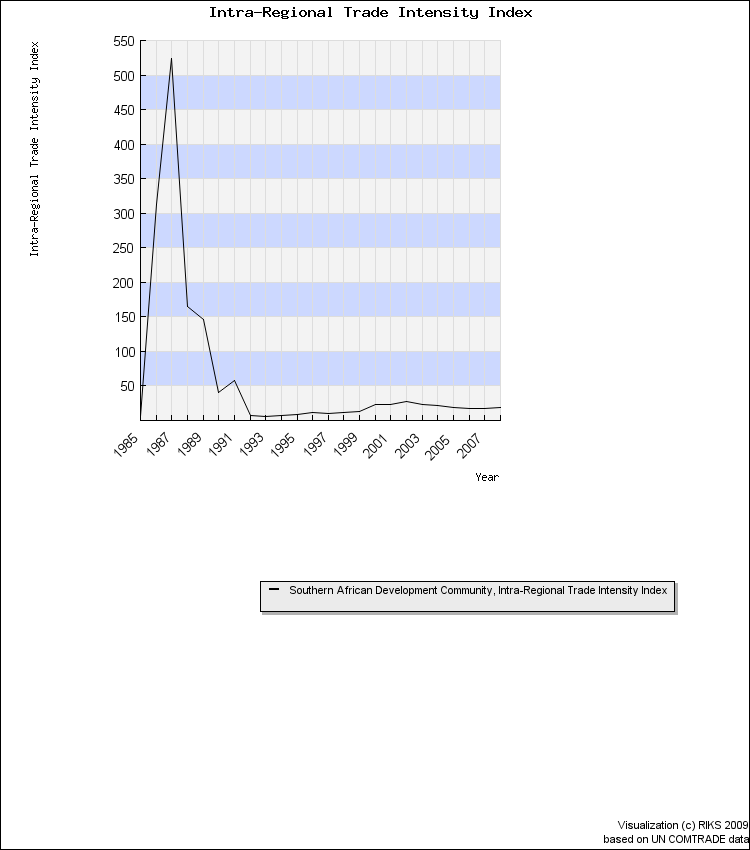 Intra-Regional Trade Intensity Index
Intra-Regional Trade Intensity Index
550
500
450
400
350
300
250
200
150
100
50
1985 1987 1989 1991 1993 1995 1997 1999 2001 2003 2005 2007
Year
Southern African Development Community, Intra-Regional Trade Intensity Index
Visualization (c) RIKS 2009
based on UN COMTRADE data